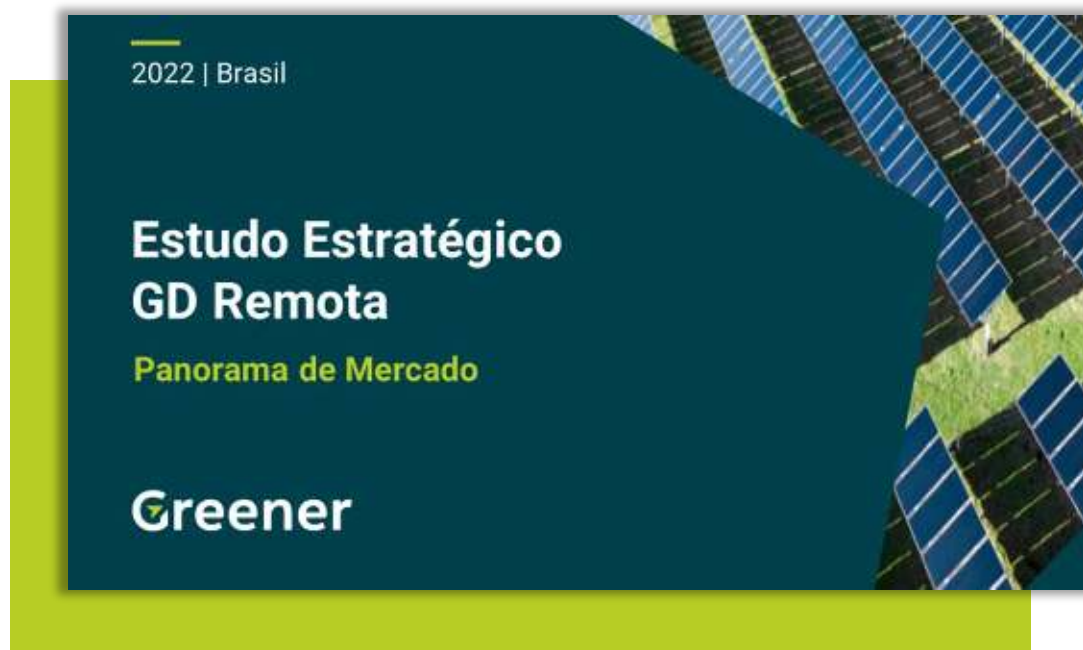 2022 | Brasil
Estudo Estratégico
GD Remota
Panorama de Mercado
Greener